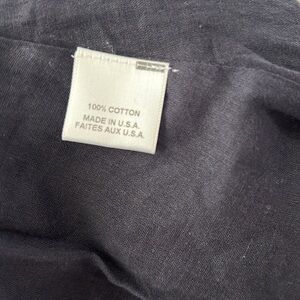 100% COTTON
MADE IN U.S.A.
FAITES AUX U.S.A.